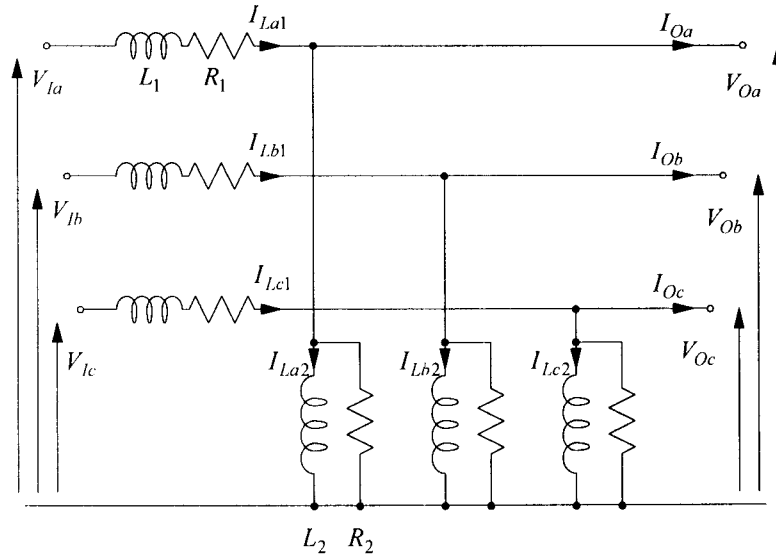 I_{La1} I_{Oa}
V_{Ia} L_1 R_1 V_{Oa}
I_{Lb1} I_{Ob}
V_{Ib} V_{Ob}
I_{Lc1} I_{Oc}
V_{Ic} I_{La2} I_{Lb2} I_{Lc2} V_{Oc}
L_2 R_2